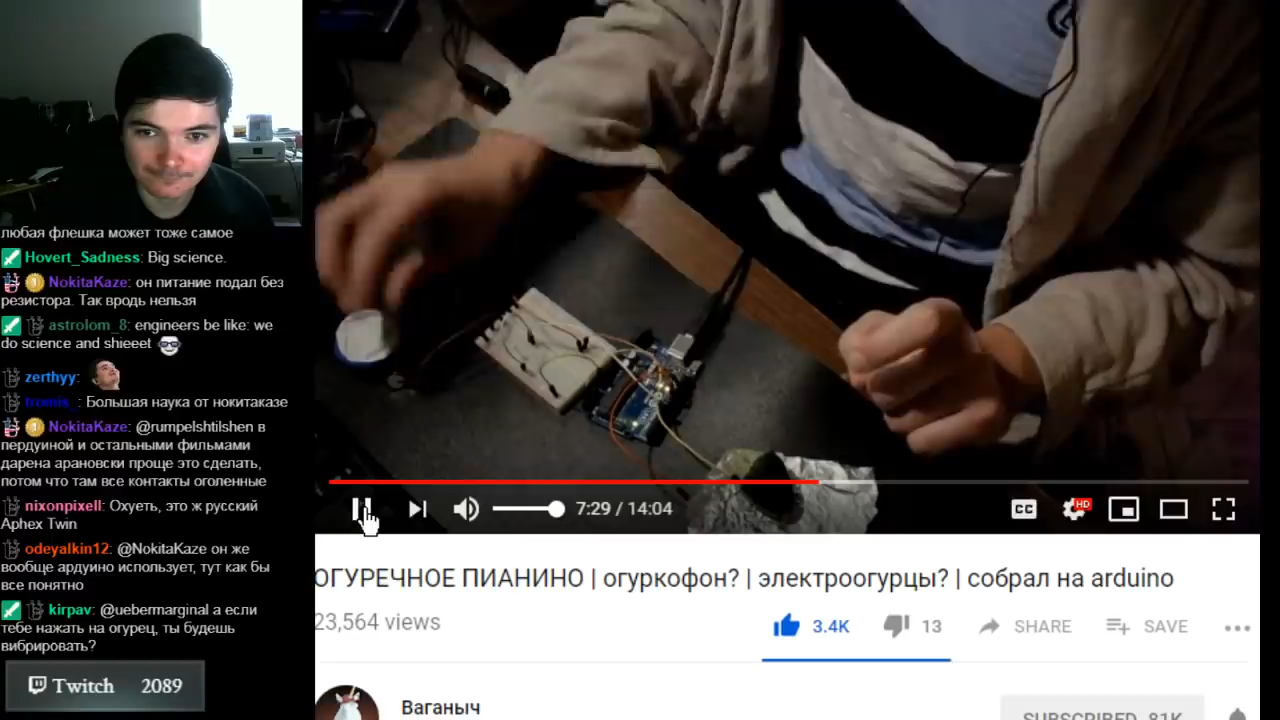 любая флешка может тоже самое
Hovert_Sadness: Big science.
NokitaKaze: он питание подал без
резистора. Так вродь нельзя
astrolom_8: engineers be like: we
do science and shieeet
zerthyy:
: Большая наука от нокитаказе
NokitaKaze: @rumpelshtilshen в
пердуиной и остальными фильмами
дарена арановски проще это сделать,
потом что там все контакты оголенные
nixonpixell: Охуеть, это ж русский
Aphex Twin
odeyalkin12: @NokitaKaze он же
вообще ардуино использует, тут как бы
все понятно
kirpav: @uebermarginal а если
тебе нажать на огурец, ты будешь
вибрировать?
Twitch 2089
7:29 / 14:04
CC
HD
ОГУРЕЧНОЕ ПИАНИНО | огуркофон? | электроогурцы? | собрал на arduino
23,564 views
3.4K
13
SHARE
SAVE
Ваганыч
SUBSCRIBED 81K